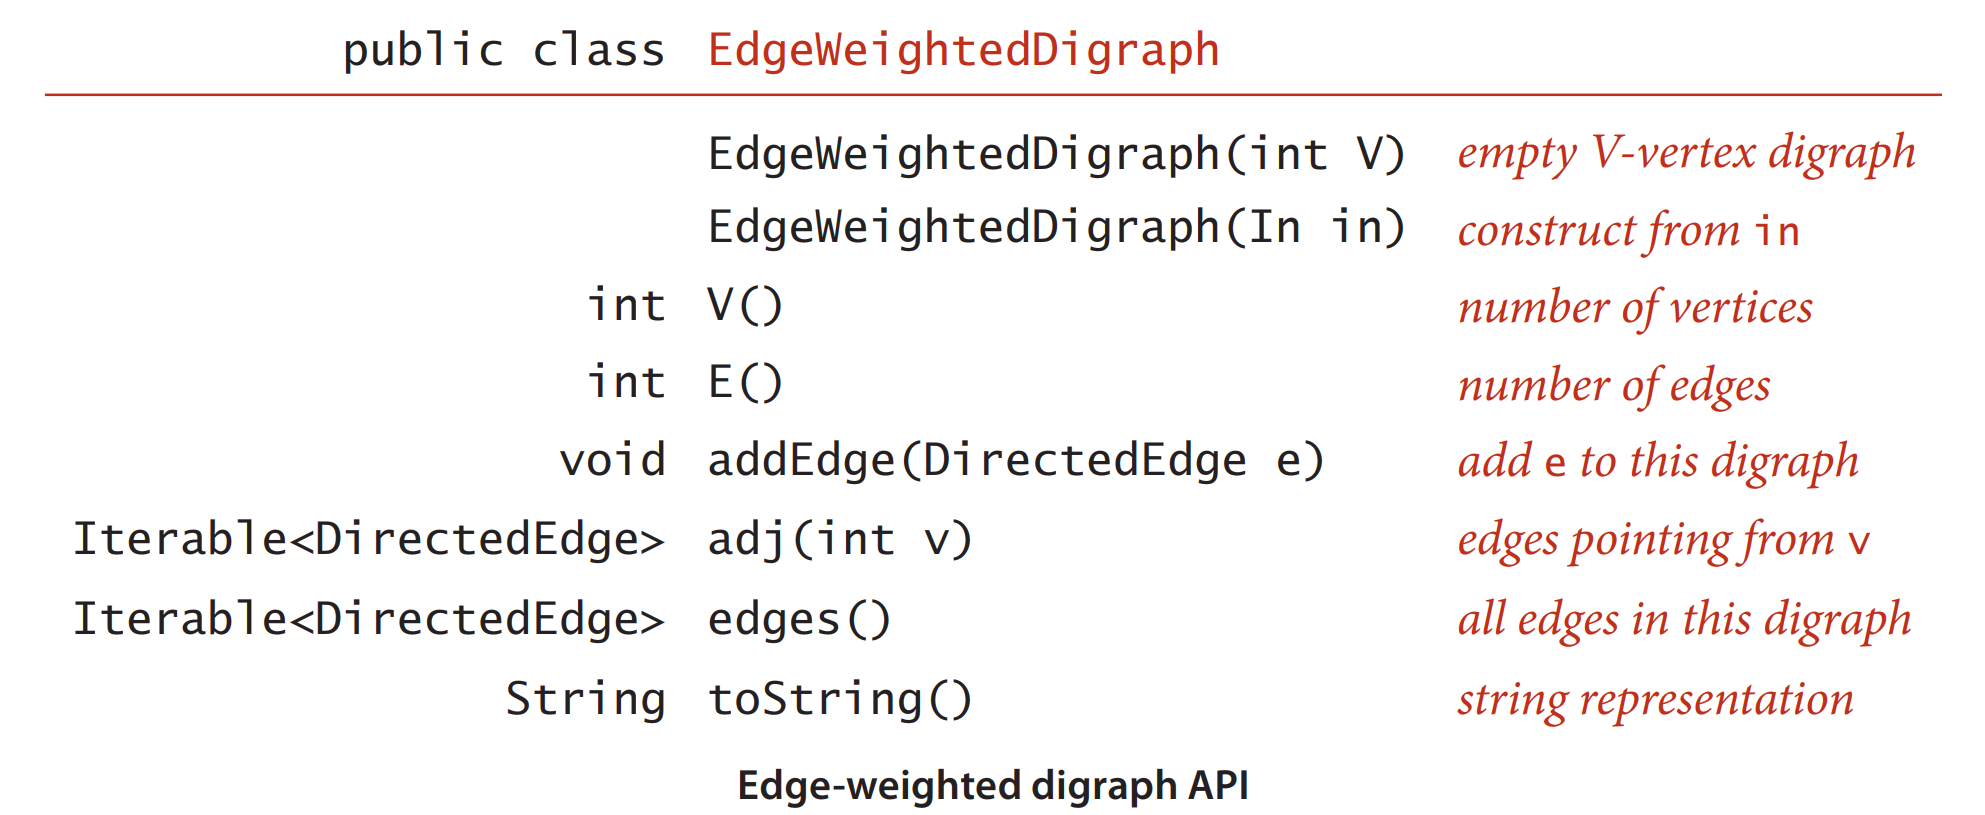 public class EdgeWeightedDigraph
EdgeWeightedDigraph(int V) empty V-vertex digraph
EdgeWeightedDigraph(In in) construct from in
int V() number of vertices
int E() number of edges
void addEdge(DirectedEdge e) add e to this digraph
Iterable<DirectedEdge> adj(int v) edges pointing from v
Iterable<DirectedEdge> edges() all edges in this digraph
String toString() string representation
Edge-weighted digraph API